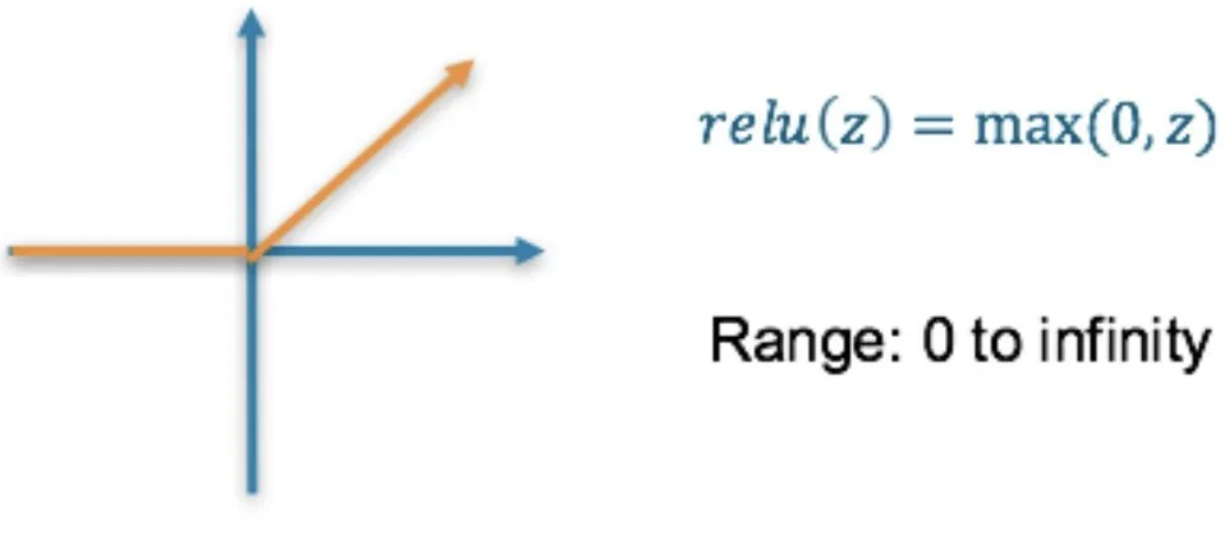 relu(z) = max(0, z)
Range: 0 to infinity